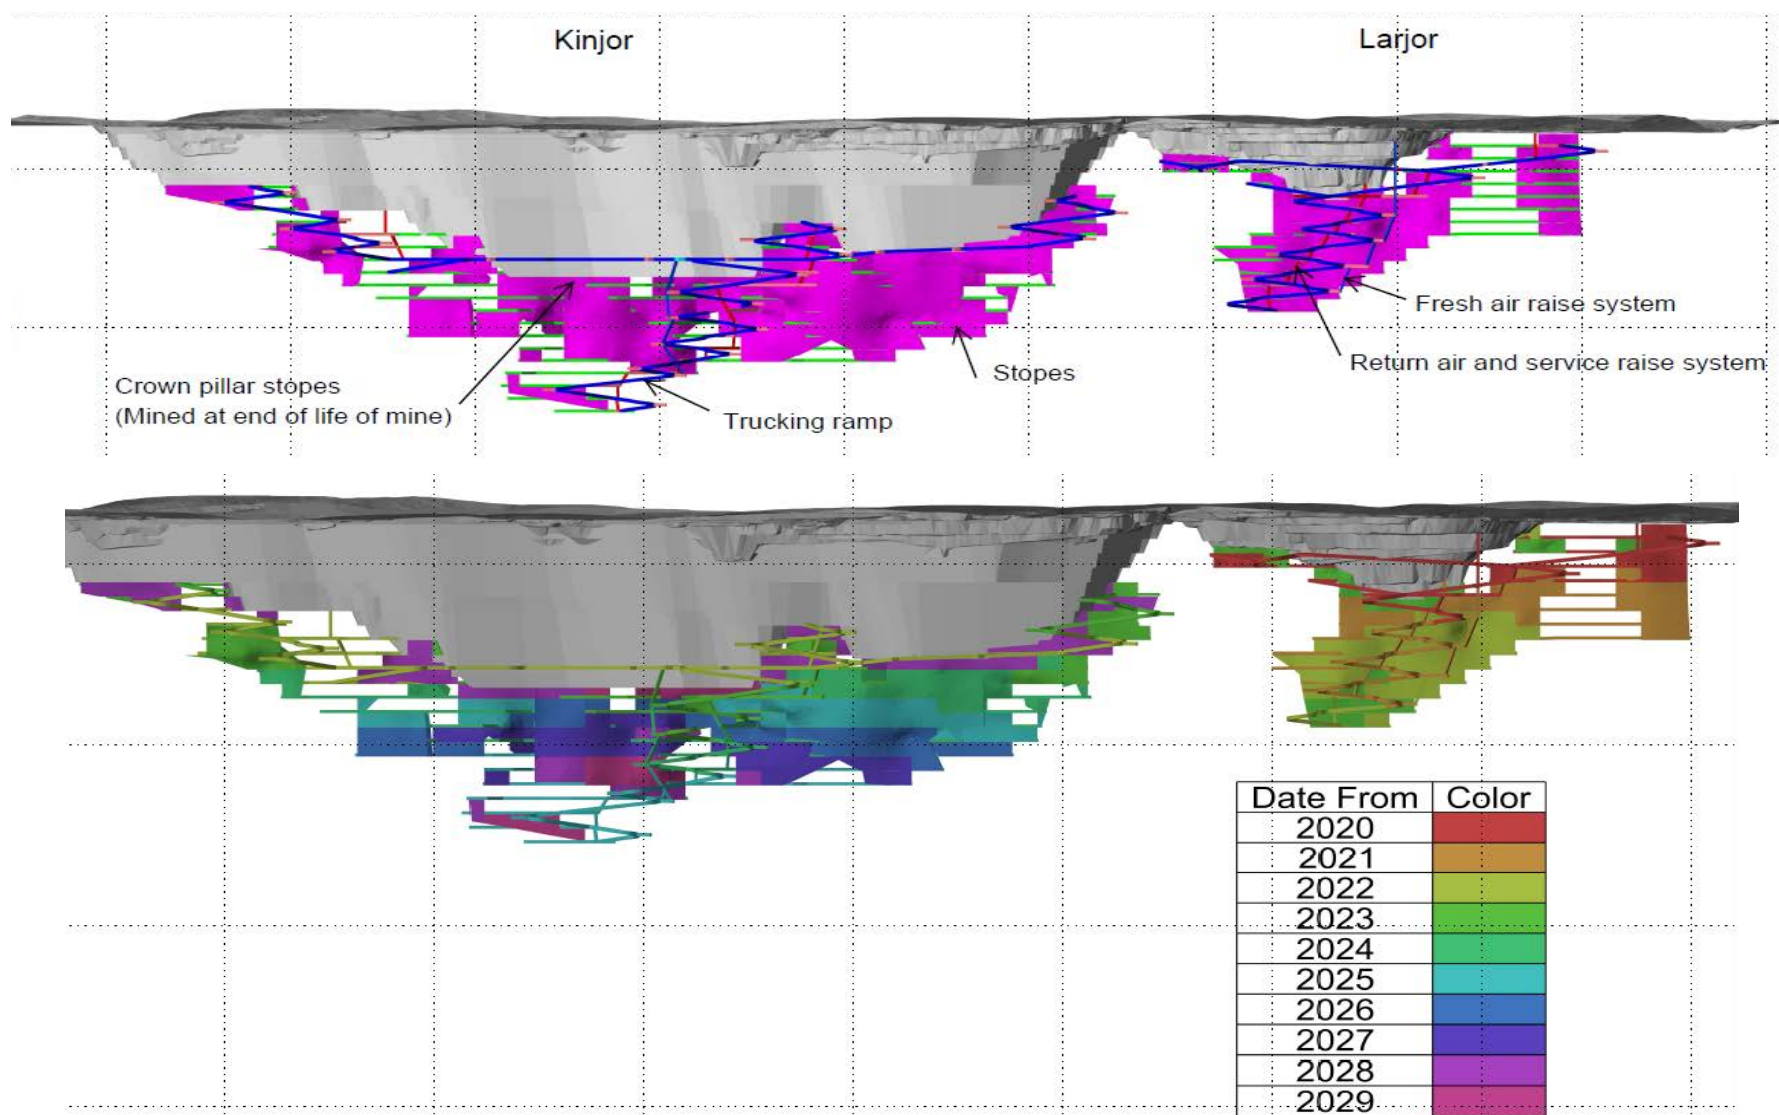 Kinjor
Larjor
Fresh air raise system
Return air and service raise system
Stopes
Crown pillar stopes
(Mined at end of life of mine)
Trucking ramp
Date From Color
2020
2021
2022
2023
2024
2025
2026
2027
2028
2029